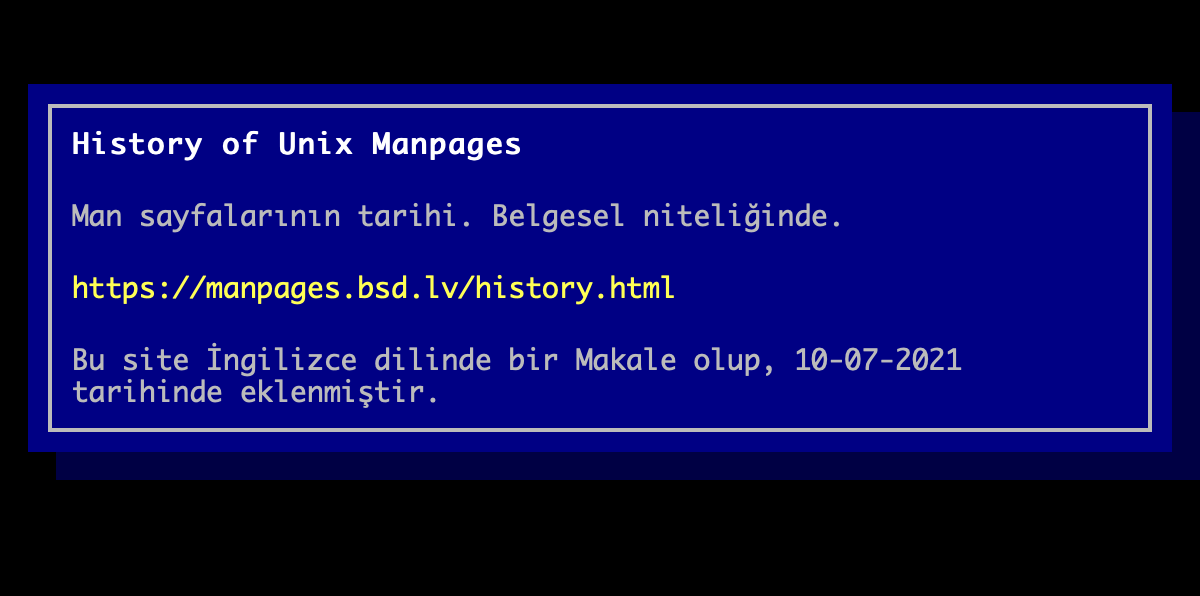 History of Unix Manpages
Man sayfalarının tarihi. Belgesel niteliğinde.
https://manpages.bsd.lv/history.html
Bu site İngilizce dilinde bir Makale olup, 10-07-2021
tarihinde eklenmiştir.